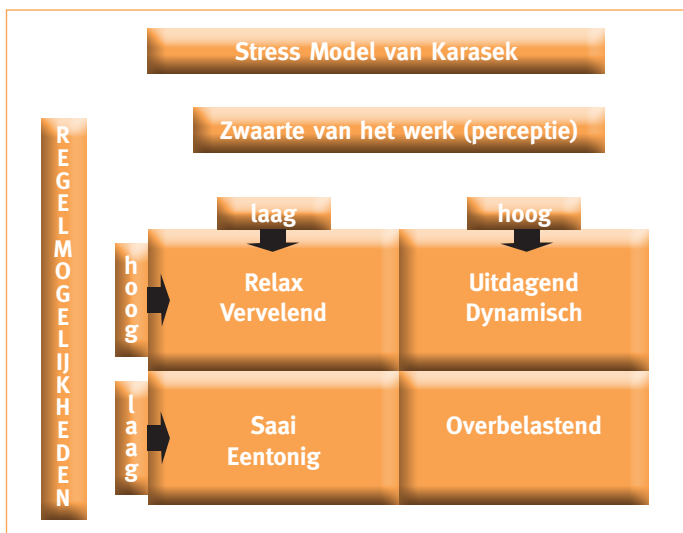 Stress Model van Karasek
Zwaarte van het werk (perceptie)
REGELMOGELIJKHEDEN
laag
hoog
hoog
Relax
Vervelend
Uitdagend
Dynamisch
laag
Saai
Eentonig
Overbelastend